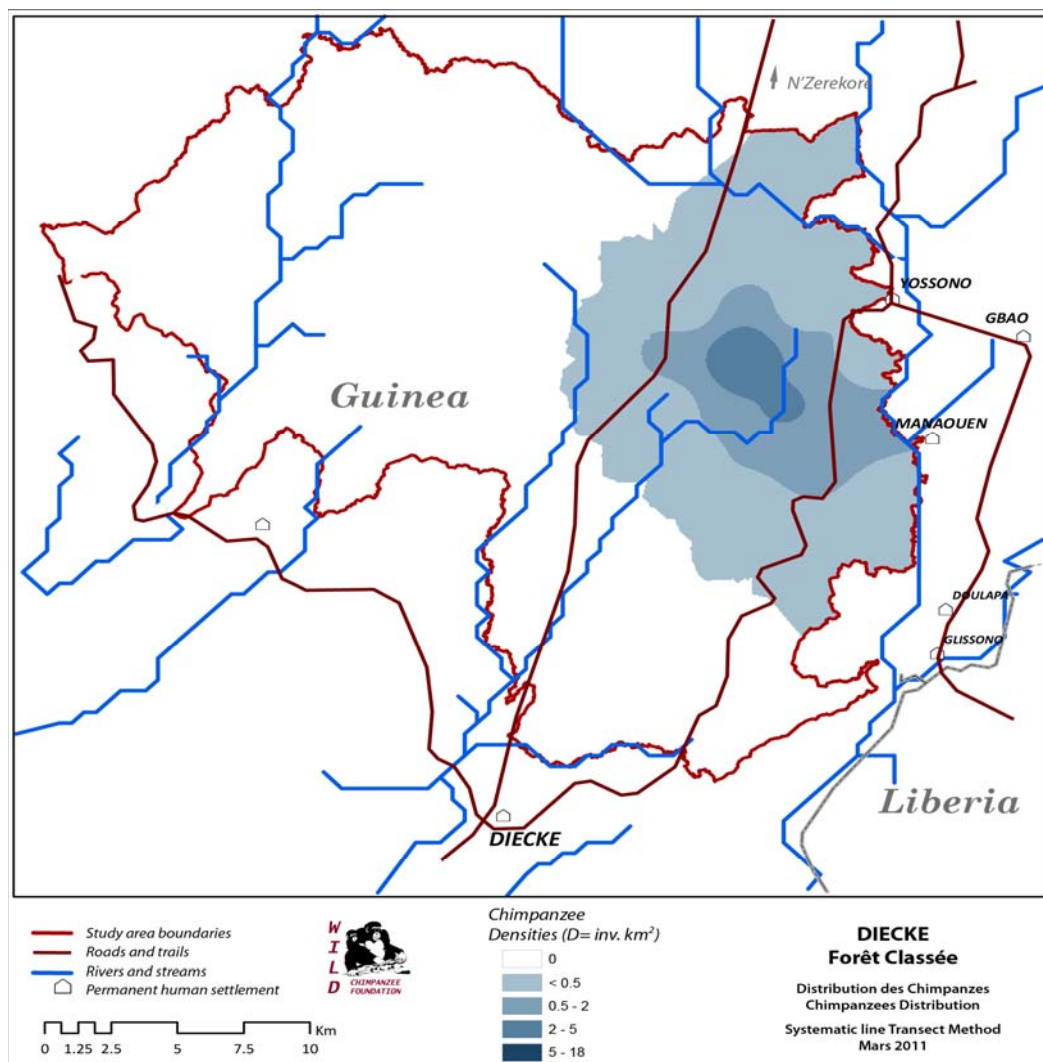 N'Zerekore
YOSSONO
GBAO
Guinea
MANAOUEN
DOULAPA
GLISSONO
Liberia
DIECKE
Study area boundaries
Roads and trails
Rivers and streams
Permanent human settlement
0 1.25 2.5 5 7.5 10 Km
WILD
CHIMPANZEE
FOUNDATION
Chimpanzee
Densities (D= inv. km²)
0
< 0.5
0.5 - 2
2 - 5
5 - 18
DIECKE
Forêt Classée
Distribution des Chimpanzes
Chimpanzees Distribution
Systematic line Transect Method
Mars 2011